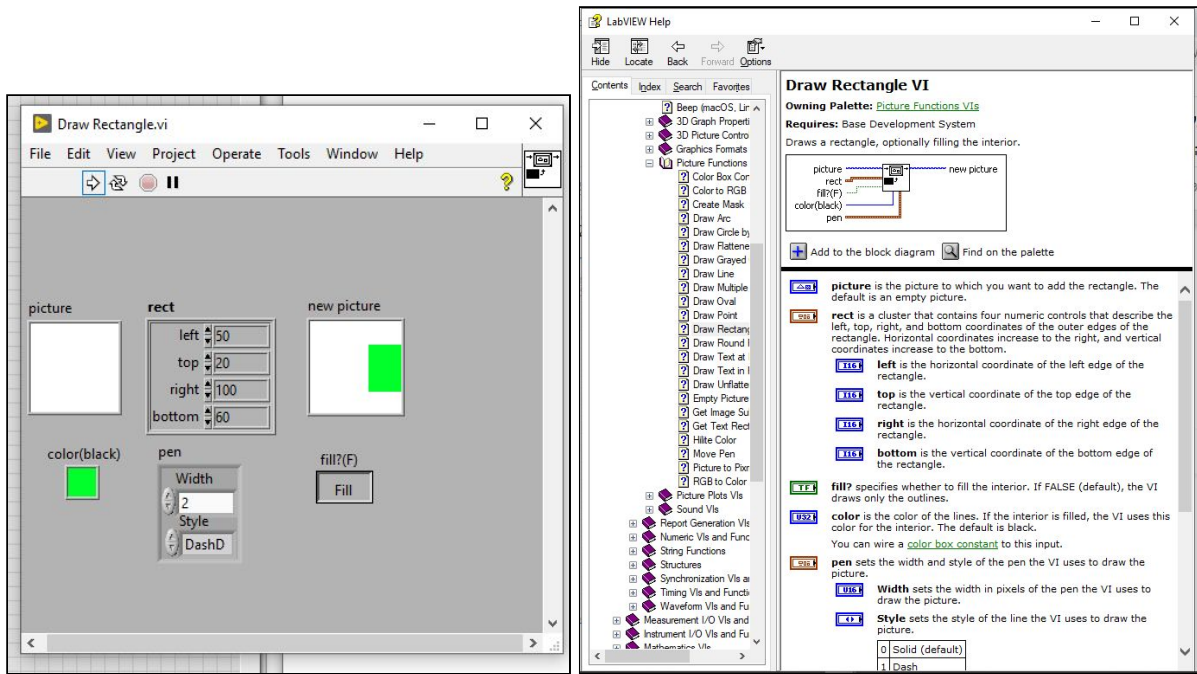 Draw Rectangle.vi
File Edit View Project Operate Tools Window Help
picture
rect
new picture
left 50
top 20
right 100
bottom 60
color(black)
pen
fill?(F)
Width
2
Style
DashD
Fill
LabVIEW Help
Hide Locate Back Forward Options
Contents Index Search Favorites
Beep (macOS, Lir
3D Graph Properti
3D Picture Contro
Graphics Formats
Picture Functions
Color Box Cor
Color to RGB
Create Mask
Draw Arc
Draw Circle by
Draw Flattene
Draw Grayed
Draw Line
Draw Multiple
Draw Oval
Draw Point
Draw Rectang
Draw Round
Draw Text at
Draw Text in
Draw Unflatte
Empty Picture
Get Image Su
Get Text Rect
Hilite Color
Move Pen
Picture to Pixr
RGB to Color
Picture Plots VIs
Sound VIs
Report Generation VIs
Numeric VIs and Func
String Functions
Structures
Synchronization VIs a
Timing VIs and Functi
Waveform VIs and Fu
Measurement I/O VIs and
Instrument I/O VIs and Fu
Mathematics VIs
Draw Rectangle VI
Owning Palette: Picture Functions VIs
Requires: Base Development System
Draws a rectangle, optionally filling the interior.
picture
new picture
rect
fill?(F)
color(black)
pen
Add to the block diagram Find on the palette
picture is the picture to which you want to add the rectangle. The
default is an empty picture.
rect is a cluster that contains four numeric controls that describe the
left, top, right, and bottom coordinates of the outer edges of the
rectangle. Horizontal coordinates increase to the right, and vertical
coordinates increase to the bottom.
I16 left is the horizontal coordinate of the left edge of the
rectangle.
I16 top is the vertical coordinate of the top edge of the
rectangle.
I16 right is the horizontal coordinate of the right edge of the
rectangle.
I16 bottom is the vertical coordinate of the bottom edge of
the rectangle.
TF fill? specifies whether to fill the interior. If FALSE (default), the VI
draws only the outlines.
U32 color is the color of the lines. If the interior is filled, the VI uses this
color for the interior. The default is black.
You can wire a color box constant to this input.
pen sets the width and style of the pen the VI uses to draw the
picture.
U16 Width sets the width in pixels of the pen the VI uses to
draw the picture.
Style sets the style of the line the VI uses to draw the
picture.
0 Solid (default)
1 Dash